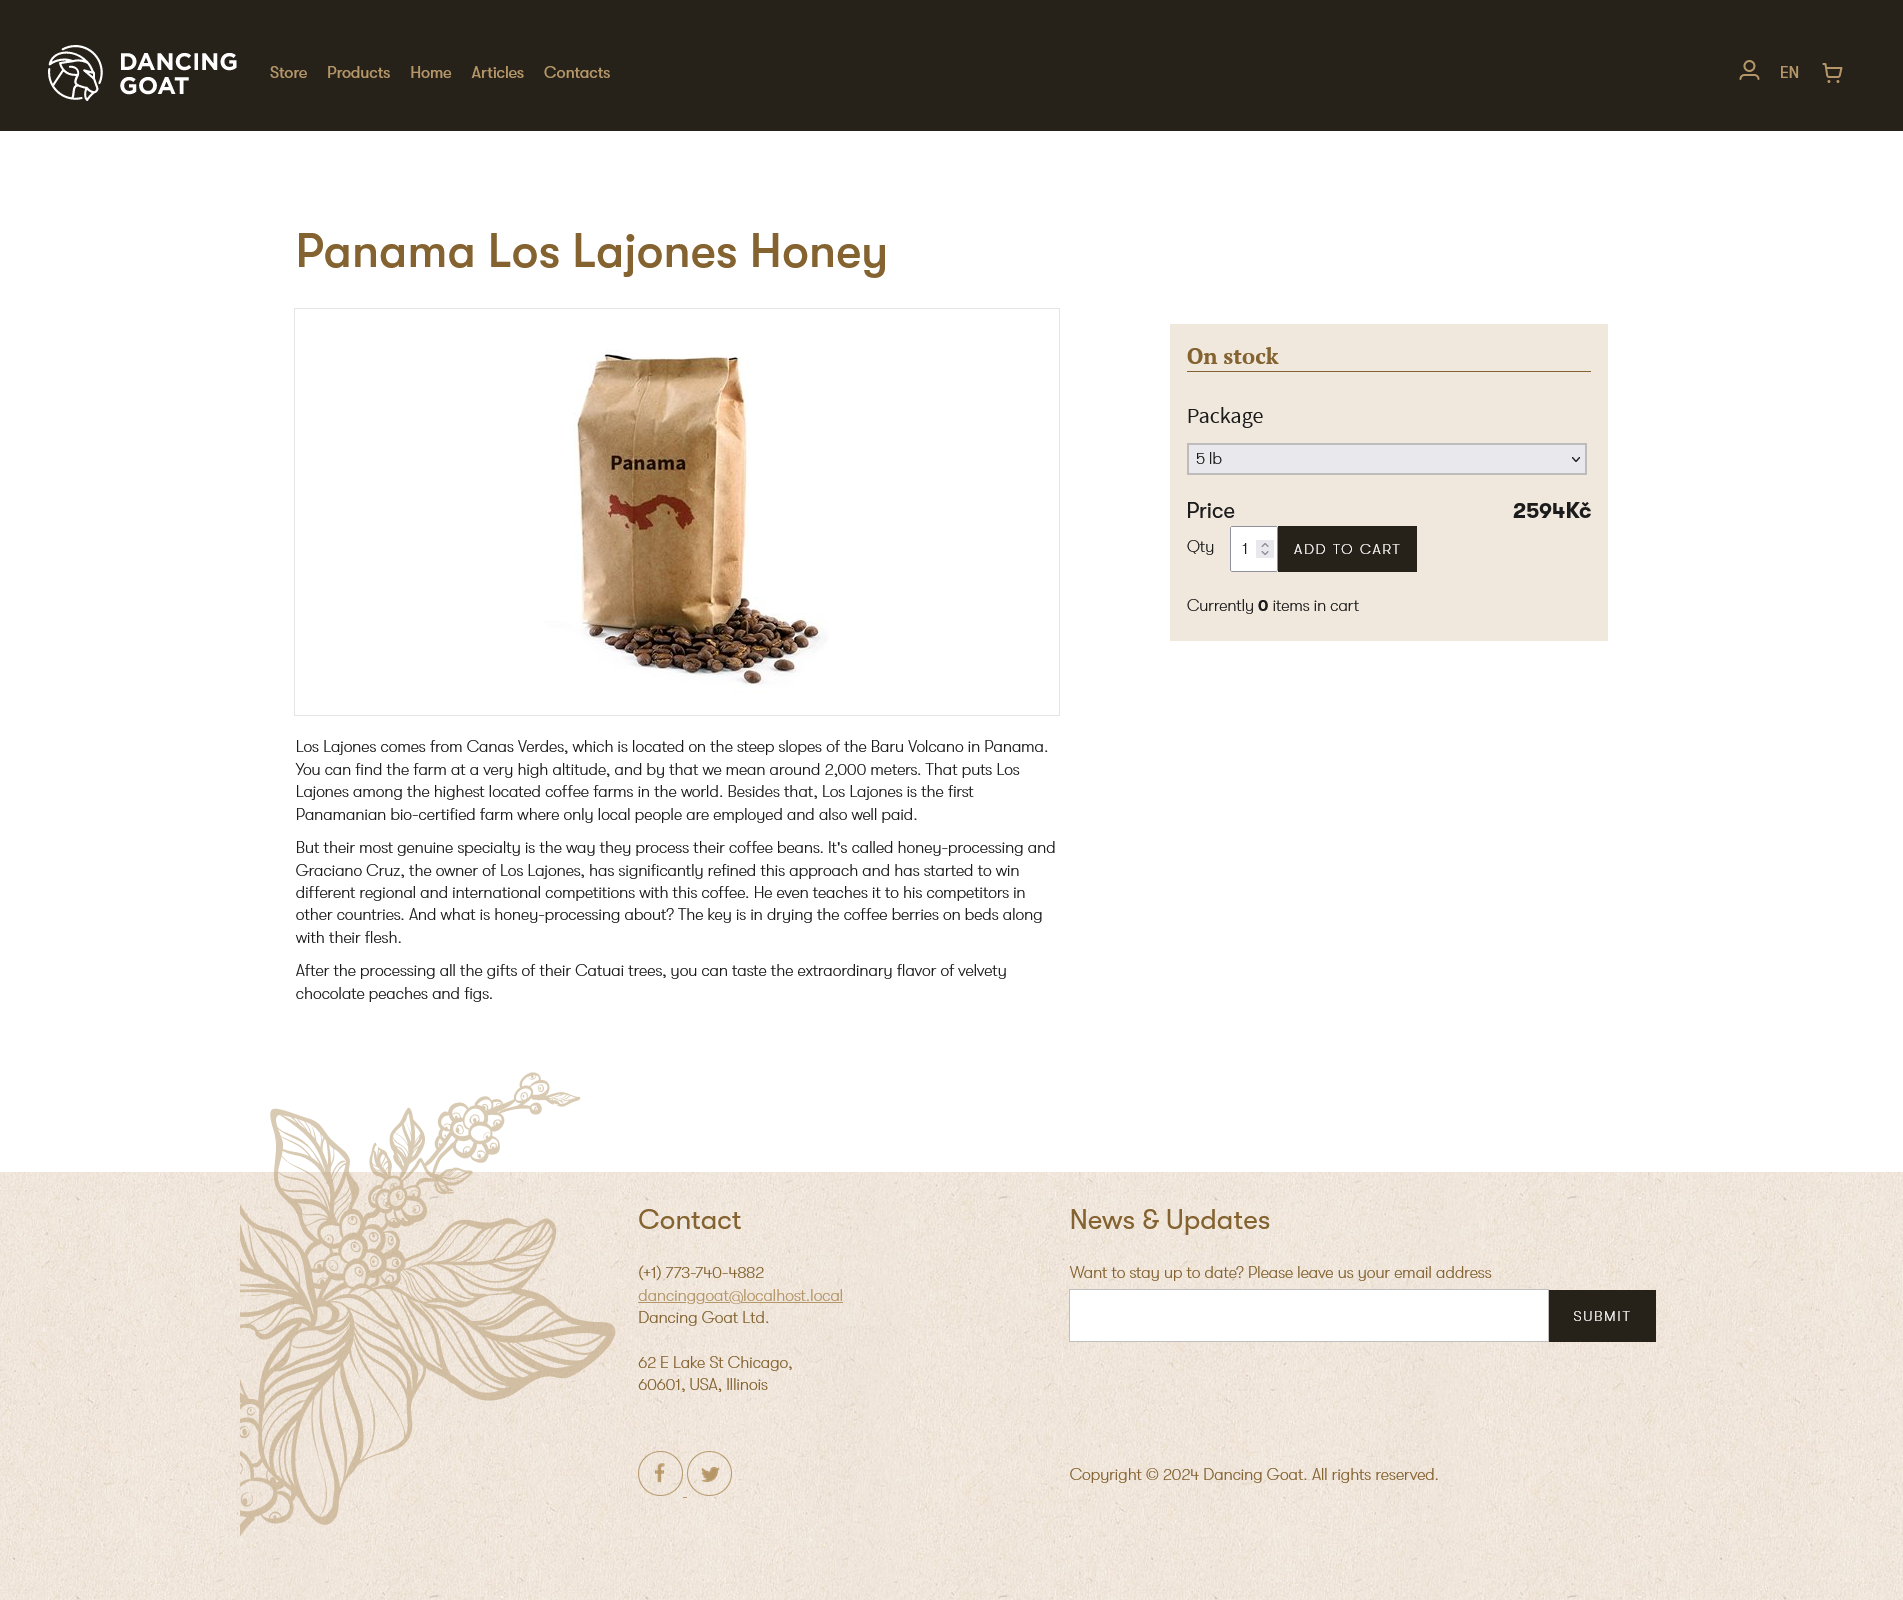 DANCING
GOAT
Store Products Home Articles Contacts
EN
Panama Los Lajones Honey
Panama
On stock
Package
5 lb
Price 2594Kč
Qty 1 ADD TO CART
Currently 0 items in cart
Los Lajones comes from Canas Verdes, which is located on the steep slopes of the Baru Volcano in Panama.
You can find the farm at a very high altitude, and by that we mean around 2,000 meters. That puts Los
Lajones among the highest located coffee farms in the world. Besides that, Los Lajones is the first
Panamanian bio-certified farm where only local people are employed and also well paid.
But their most genuine specialty is the way they process their coffee beans. It's called honey-processing and
Graciano Cruz, the owner of Los Lajones, has significantly refined this approach and has started to win
different regional and international competitions with this coffee. He even teaches it to his competitors in
other countries. And what is honey-processing about? The key is in drying the coffee berries on beds along
with their flesh.
After the processing all the gifts of their Catuai trees, you can taste the extraordinary flavor of velvety
chocolate peaches and figs.
Contact
(+1) 773-740-4882
dancinggoat@localhost.local
Dancing Goat Ltd.
62 E Lake St Chicago,
60601, USA, Illinois
News & Updates
Want to stay up to date? Please leave us your email address
SUBMIT
Copyright © 2024 Dancing Goat. All rights reserved.